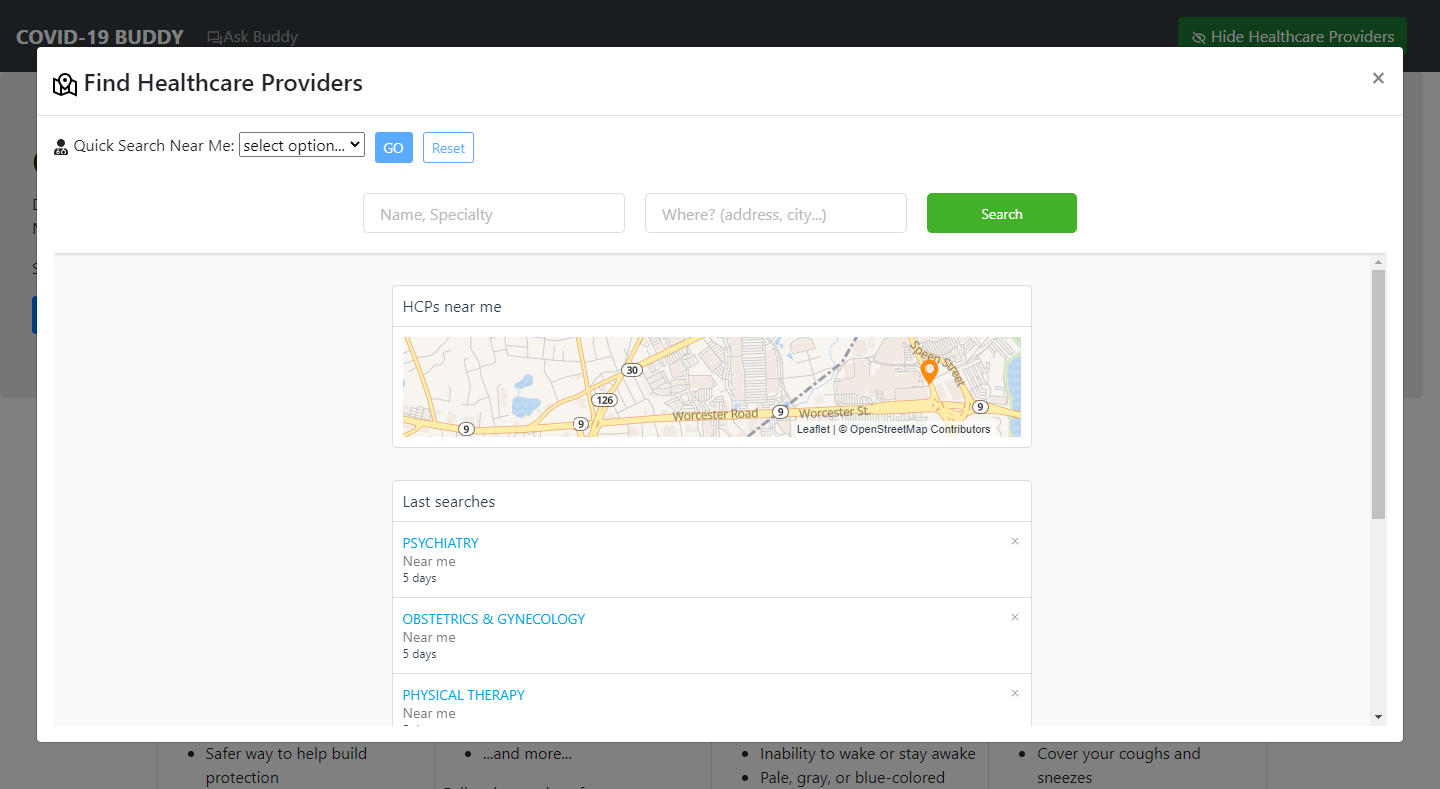 COVID-19 BUDDY Ask Buddy Hide Healthcare Providers
Find Healthcare Providers ×
Quick Search Near Me: select option... GO Reset
Name, Specialty Where? (address, city...) Search
HCPs near me
Speen Street
30
126
Worcester Road 9 Worcester St. 9
9 9
Leaflet | © OpenStreetMap Contributors
Last searches
PSYCHIATRY ×
Near me
5 days
OBSTETRICS & GYNECOLOGY ×
Near me
5 days
PHYSICAL THERAPY ×
Near me
• Safer way to help build
protection
• ...and more...
• Inability to wake or stay awake
• Pale, gray, or blue-colored
• Cover your coughs and
sneezes